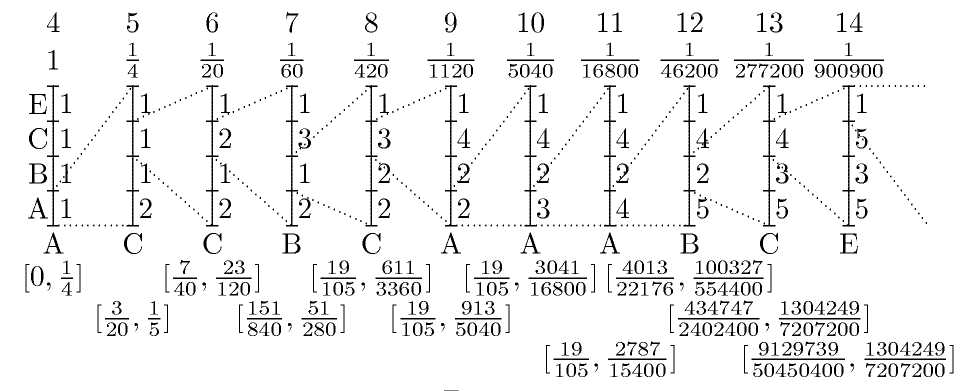 4 5 6 7 8 9 10 11 12 13 14
1 1/4 1/20 1/60 1/420 1/1120 1/5040 1/16800 1/46200 1/277200 1/900900
E 1 1 1 1 1 1 1 1 1 1
C 1 1 2 3 3 4 4 4 4 4 5
B 1 1 1 1 2 2 2 2 2 3 3
A 1 2 2 2 2 2 3 4 5 5 5
A C C B C A A A B C E
[0, 1/4] [7/40, 23/120] [19/105, 611/3360] [19/105, 3041/16800] [4013/22176, 100327/554400]
[3/20, 1/5] [151/840, 51/280] [19/105, 913/5040] [434747/2402400, 1304249/7207200]
[19/105, 2787/15400] [9129739/50450400, 1304249/7207200]